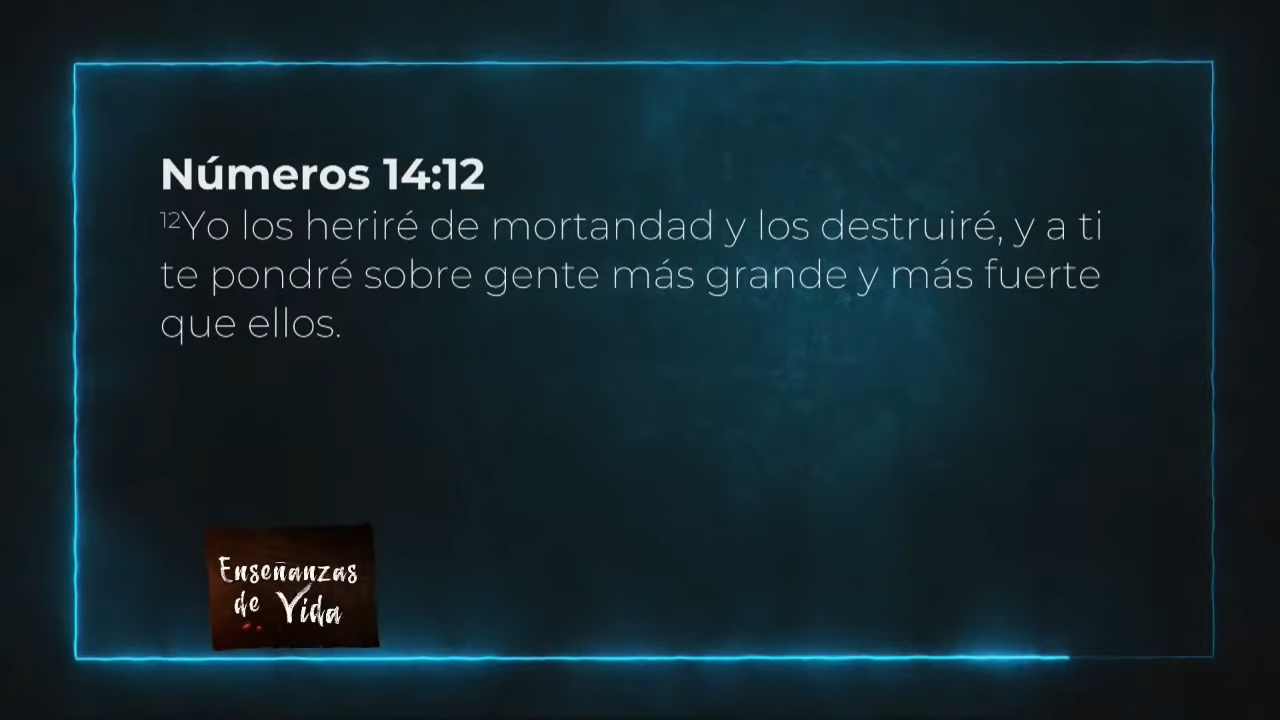 Números 14:12
¹²Yo los heriré de mortandad y los destruiré, y a ti
te pondré sobre gente más grande y más fuerte
que ellos.
Enseñanzas
de Vida